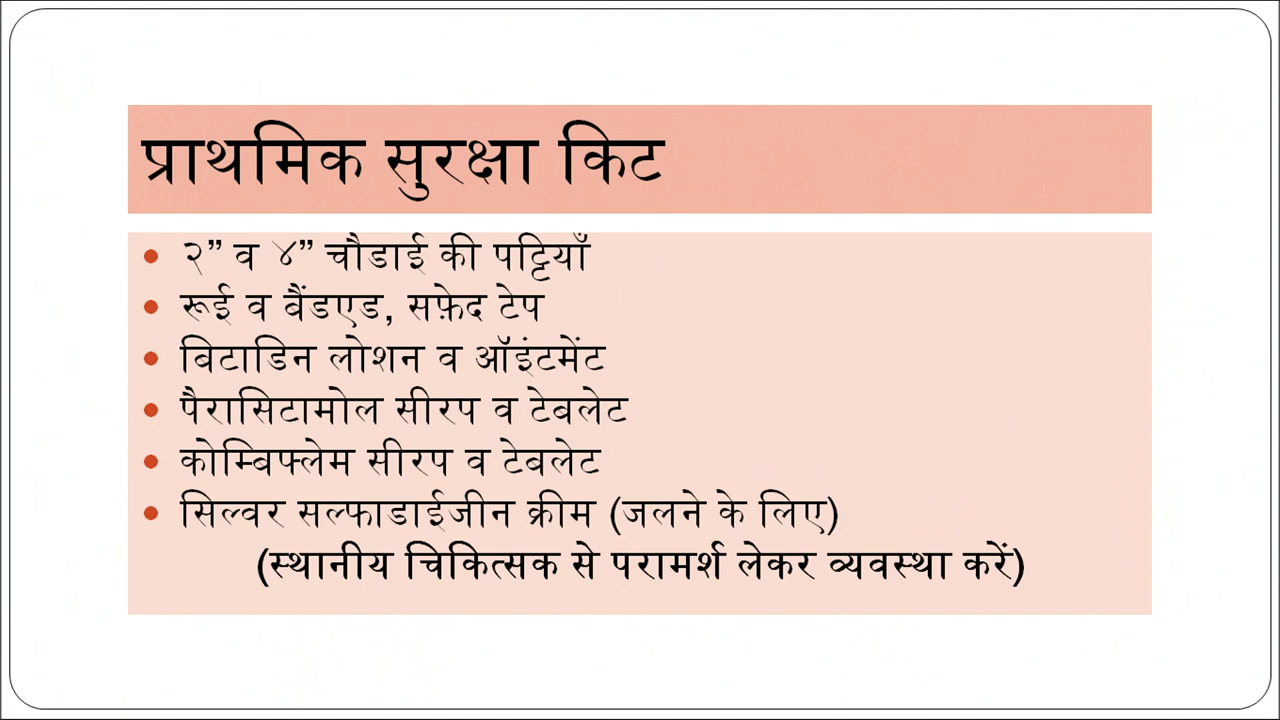 प्राथमिक सुरक्षा किट
• २” व ४” चौडाई की पट्टियाँ
• रूई व बैंडएड, सफ़ेद टेप
• बिटाडिन लोशन व ऑइंटमेंट
• पैरासिटामोल सीरप व टेबलेट
• कोम्बिफ्लेम सीरप व टेबलेट
• सिल्वर सल्फाडाईजीन क्रीम (जलने के लिए)
(स्थानीय चिकित्सक से परामर्श लेकर व्यवस्था करें)